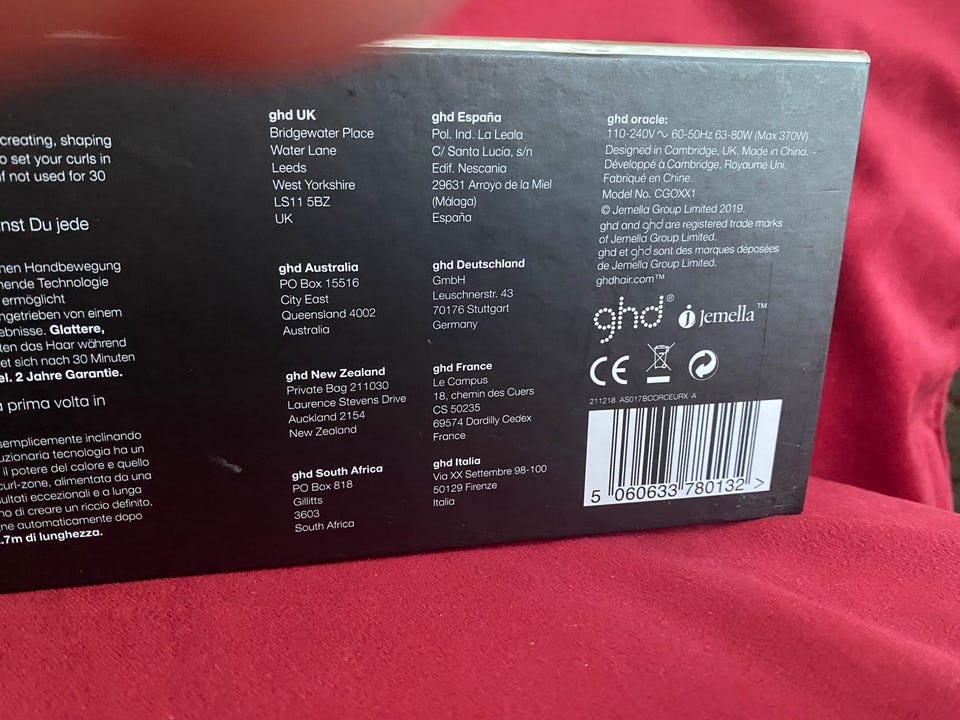 creating, shaping
o set your curls in
if not used for 30
nst Du jede
nen Handbewegung
nende Technologie
ermöglicht
ngetrieben von einem
ebnisse. Glattere,
ten das Haar während
et sich nach 30 Minuten
el. 2 Jahre Garantie.
a prima volta in
semplicemente inclinando
uzionaria tecnologia ha un
il potere del calore e quello
curl-zone, alimentata da una
sultati eccezionali e a lunga
no di creare un riccio definito,
ne automaticamente dopo
.7m di lunghezza.
ghd UK
Bridgewater Place
Water Lane
Leeds
West Yorkshire
LS11 5BZ
UK
ghd Australia
PO Box 15516
City East
Queensland 4002
Australia
ghd New Zealand
Private Bag 211030
Laurence Stevens Drive
Auckland 2154
New Zealand
ghd South Africa
PO Box 818
Gillitts
3603
South Africa
ghd España
Pol. Ind. La Leala
C/ Santa Lucía, s/n
Edif. Nescania
29631 Arroyo de la Miel
(Málaga)
España
ghd Deutschland
GmbH
Leuschnerstr. 43
70176 Stuttgart
Germany
ghd France
Le Campus
18, chemin des Cuers
CS 50235
69574 Dardilly Cedex
France
ghd Italia
Via XX Settembre 98-100
50129 Firenze
Italia
ghd oracle:
110-240V ~ 60-50Hz 63-80W (Max 370W)
Designed in Cambridge, UK. Made in China. -
Développé à Cambridge, Royaume Uni.
Fabriqué en Chine.
Model No. CGOXX1
© Jemella Group Limited 2019.
ghd and ghd are registered trade marks
of Jemella Group Limited.
ghd et ghd sont des marques déposées
de Jemella Group Limited.
ghdhair.com™
ghd® Jemella™
CE
211218 AS017BCORCEURX A
5 060633 780132 >